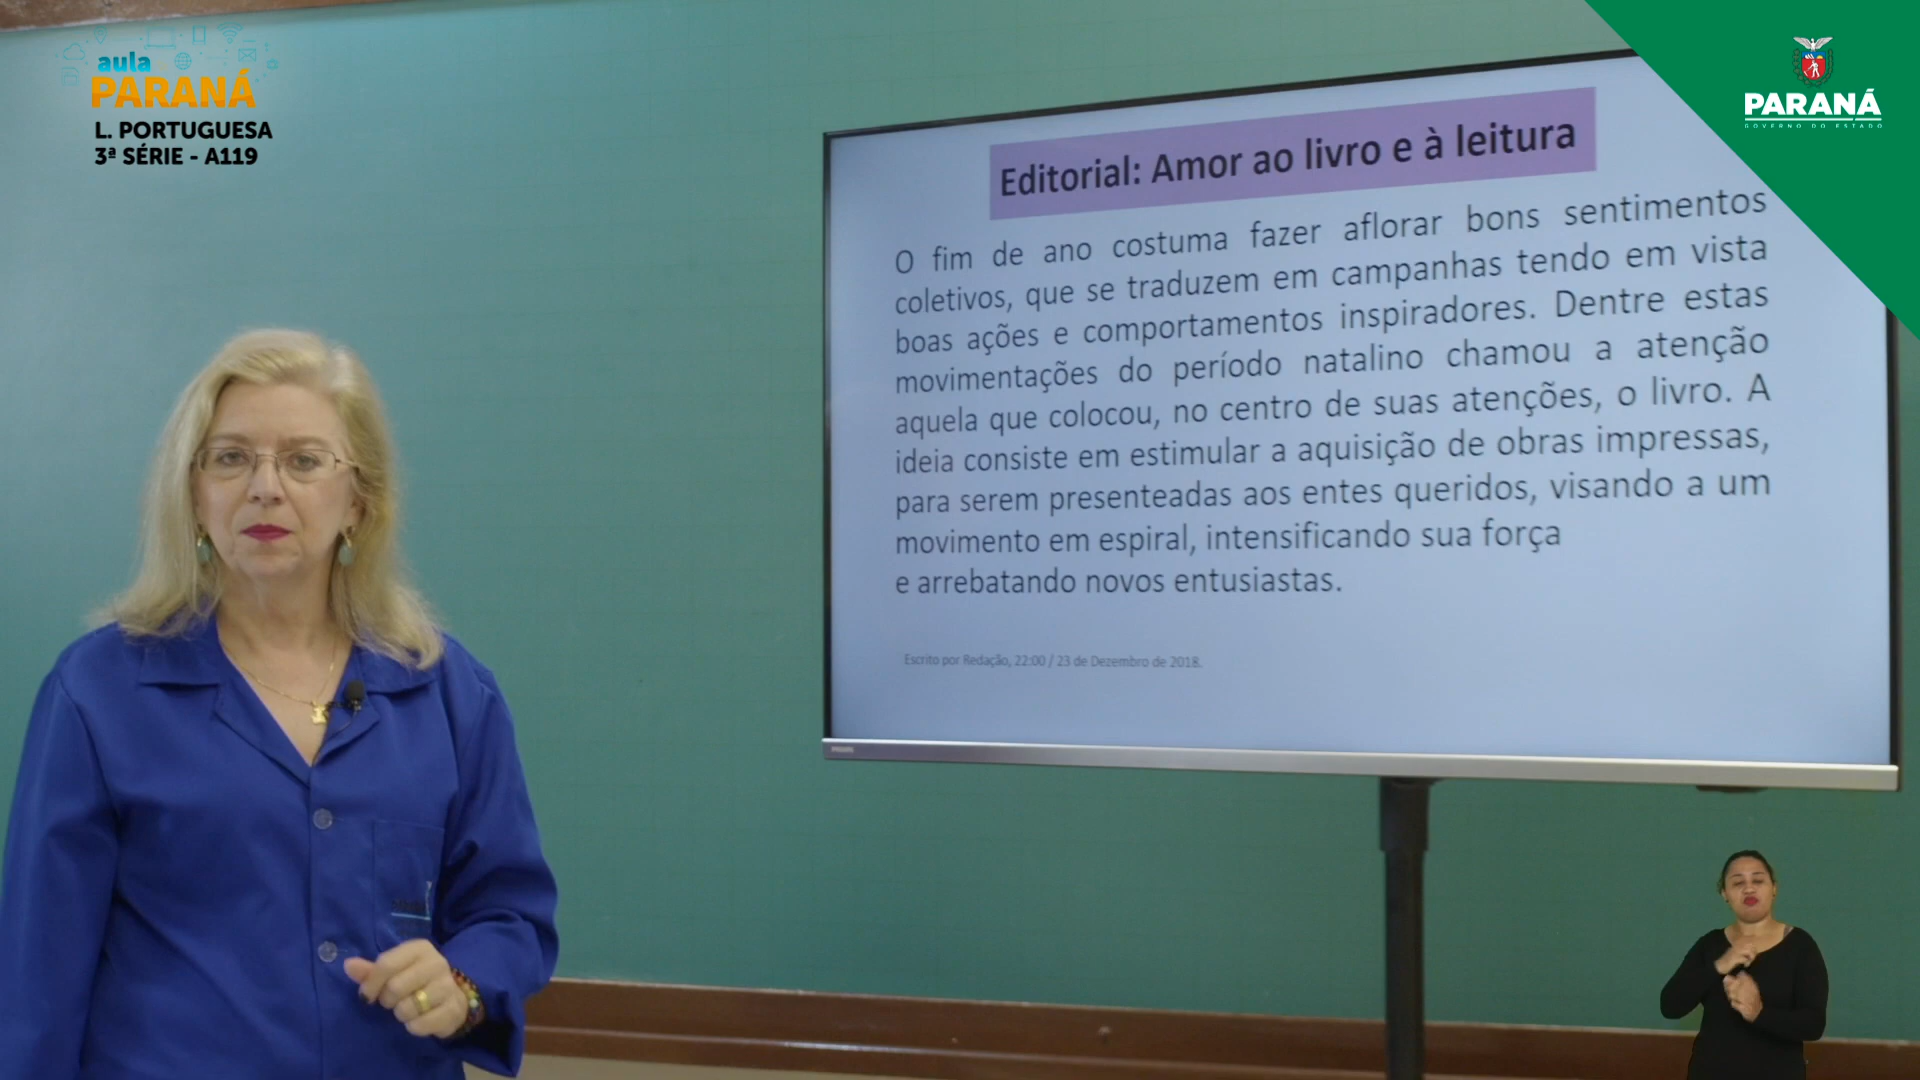 aula
PARANÁ
L. PORTUGUESA
3ª SÉRIE - A119
PARANÁ
GOVERNO DO ESTADO
Editorial: Amor ao livro e à leitura
O fim de ano costuma fazer aflorar bons sentimentos
coletivos, que se traduzem em campanhas tendo em vista
boas ações e comportamentos inspiradores. Dentre estas
movimentações do período natalino chamou a atenção
aquela que colocou, no centro de suas atenções, o livro. A
ideia consiste em estimular a aquisição de obras impressas,
para serem presenteadas aos entes queridos, visando a um
movimento em espiral, intensificando sua força
e arrebatando novos entusiastas.
Escrito por Redação, 22:00 / 23 de Dezembro de 2018.
PHILIPS